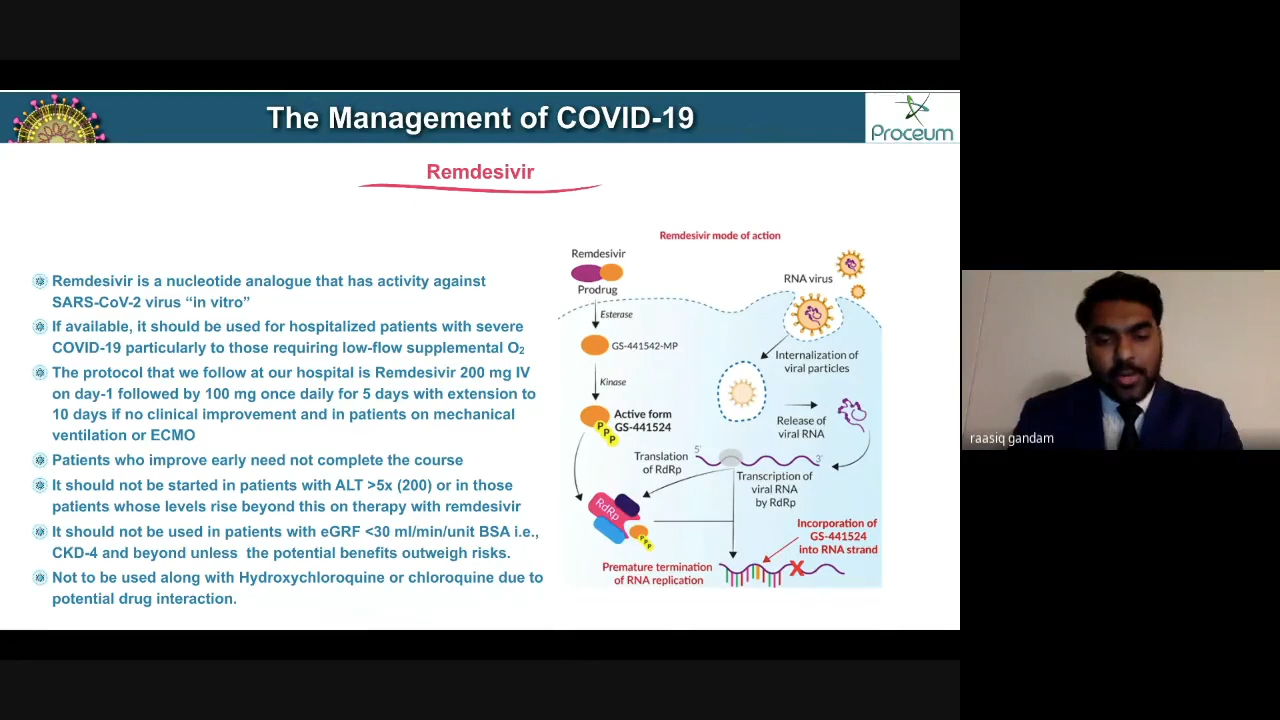 The Management of COVID-19
Proceum
Remdesivir
Remdesivir is a nucleotide analogue that has activity against
SARS-CoV-2 virus “in vitro”
If available, it should be used for hospitalized patients with severe
COVID-19 particularly to those requiring low-flow supplemental O₂
The protocol that we follow at our hospital is Remdesivir 200 mg IV
on day-1 followed by 100 mg once daily for 5 days with extension to
10 days if no clinical improvement and in patients on mechanical
ventilation or ECMO
Patients who improve early need not complete the course
It should not be started in patients with ALT >5x (200) or in those
patients whose levels rise beyond this on therapy with remdesivir
It should not be used in patients with eGRF <30 ml/min/unit BSA i.e.,
CKD-4 and beyond unless the potential benefits outweigh risks.
Not to be used along with Hydroxychloroquine or chloroquine due to
potential drug interaction.
Remdesivir mode of action
Remdesivir
Prodrug
Esterase
GS-441542-MP
Kinase
Active form
GS-441524
P
P
P
RNA virus
Internalization of
viral particles
Release of
viral RNA
Translation
of RdRp
5'
3'
Transcription of
viral RNA
by RdRp
RdRp
P
P
P
Incorporation of
GS-441524
into RNA strand
Premature termination
of RNA replication
X
raasiq gandam